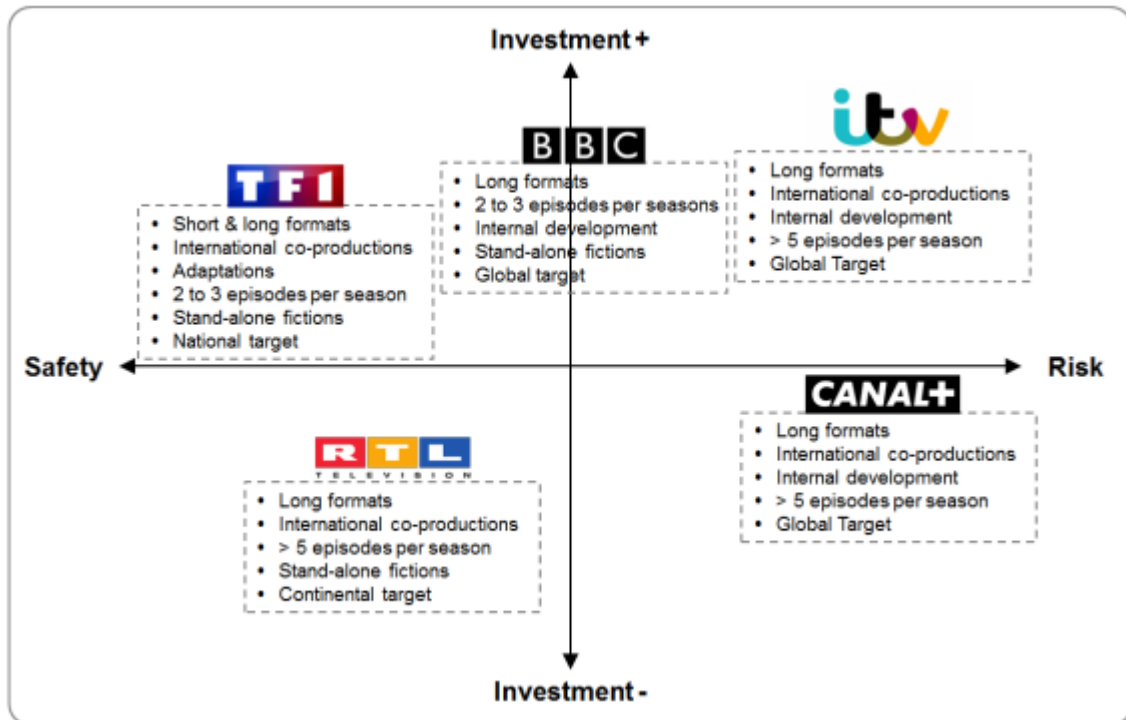 Investment +
itv
BBC
• Long formats
• International co-productions
• Internal development
• > 5 episodes per season
• Global Target
• Long formats
• 2 to 3 episodes per seasons
• Internal development
• Stand-alone fictions
• Global target
TF1
• Short & long formats
• International co-productions
• Adaptations
• 2 to 3 episodes per season
• Stand-alone fictions
• National target
Safety
Risk
CANAL+
• Long formats
• International co-productions
• Internal development
• > 5 episodes per season
• Global Target
RTL
TELEVISION
• Long formats
• International co-productions
• > 5 episodes per season
• Stand-alone fictions
• Continental target
Investment -